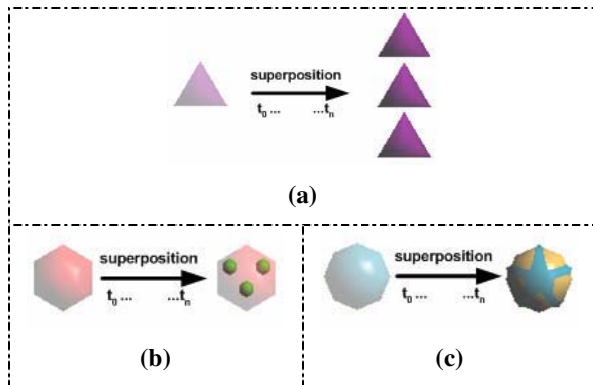 superposition
t0 ... ...tn
(a)
superposition
t0 ... ...tn
(b)
superposition
t0 ... ...tn
(c)